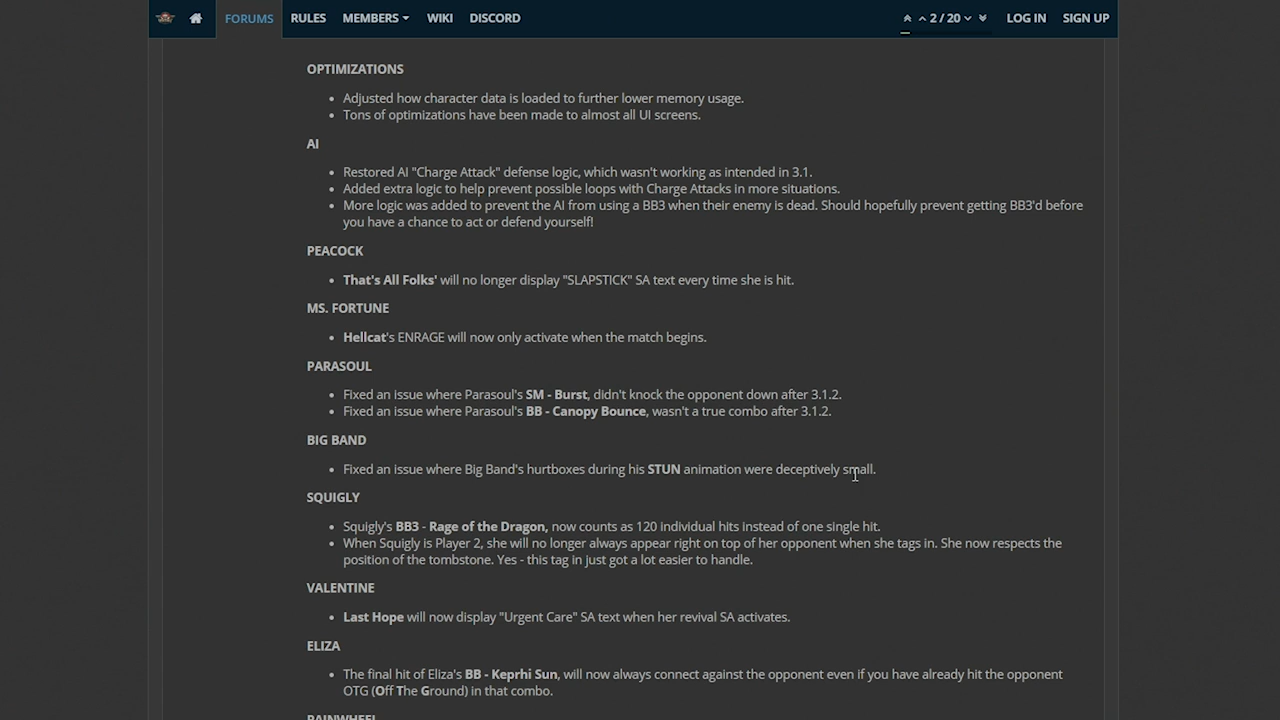 FORUMS RULES MEMBERS WIKI DISCORD 2 / 20 LOG IN SIGN UP
OPTIMIZATIONS
• Adjusted how character data is loaded to further lower memory usage.
• Tons of optimizations have been made to almost all UI screens.
AI
• Restored AI "Charge Attack" defense logic, which wasn't working as intended in 3.1.
• Added extra logic to help prevent possible loops with Charge Attacks in more situations.
• More logic was added to prevent the AI from using a BB3 when their enemy is dead. Should hopefully prevent getting BB3'd before
you have a chance to act or defend yourself!
PEACOCK
• That's All Folks' will no longer display "SLAPSTICK" SA text every time she is hit.
MS. FORTUNE
• Hellcat's ENRAGE will now only activate when the match begins.
PARASOUL
• Fixed an issue where Parasoul's SM - Burst, didn't knock the opponent down after 3.1.2.
• Fixed an issue where Parasoul's BB - Canopy Bounce, wasn't a true combo after 3.1.2.
BIG BAND
• Fixed an issue where Big Band's hurtboxes during his STUN animation were deceptively small.
SQUIGLY
• Squigly's BB3 - Rage of the Dragon, now counts as 120 individual hits instead of one single hit.
• When Squigly is Player 2, she will no longer always appear right on top of her opponent when she tags in. She now respects the
position of the tombstone. Yes - this tag in just got a lot easier to handle.
VALENTINE
• Last Hope will now display "Urgent Care" SA text when her revival SA activates.
ELIZA
• The final hit of Eliza's BB - Keprhi Sun, will now always connect against the opponent even if you have already hit the opponent
OTG (Off The Ground) in that combo.
PAINWHEEL